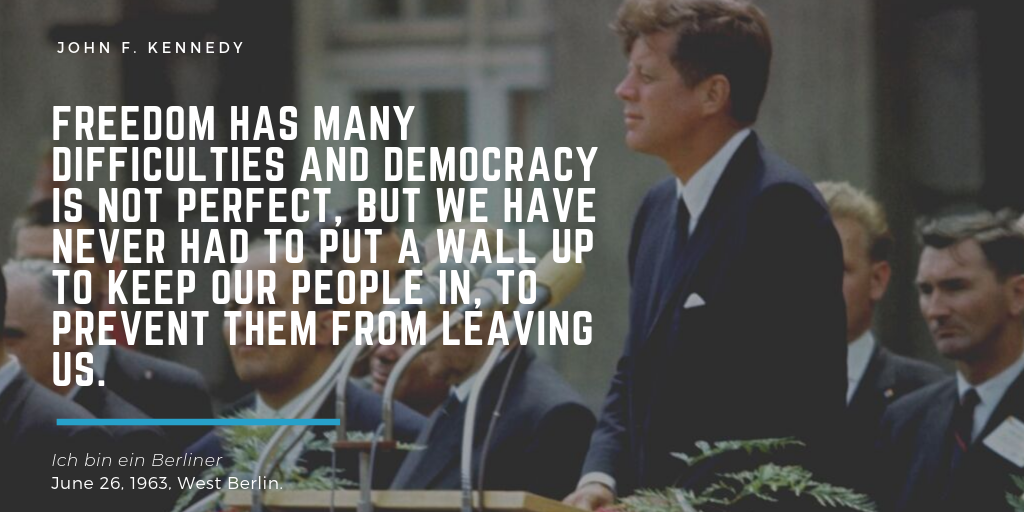 JOHN F. KENNEDY
FREEDOM HAS MANY
DIFFICULTIES AND DEMOCRACY
IS NOT PERFECT, BUT WE HAVE
NEVER HAD TO PUT A WALL UP
TO KEEP OUR PEOPLE IN, TO
PREVENT THEM FROM LEAVING
US.
Ich bin ein Berliner
June 26, 1963, West Berlin.